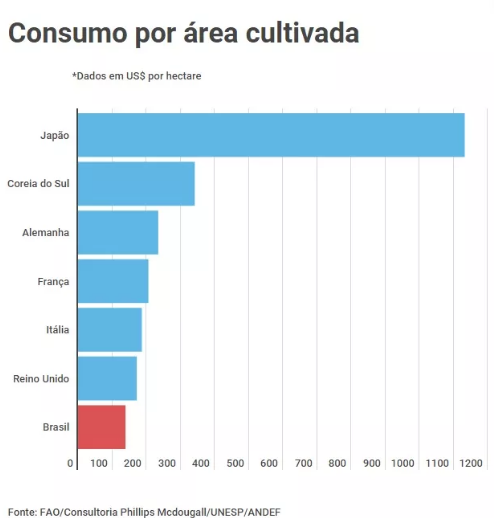 Consumo por área cultivada
*Dados em US$ por hectare
Japão
Coreia do Sul
Alemanha
França
Itália
Reino Unido
Brasil
0 100 200 300 400 500 600 700 800 900 1000 1100 1200
Fonte: FAO/Consultoria Phillips Mcdougall/UNESP/ANDEF